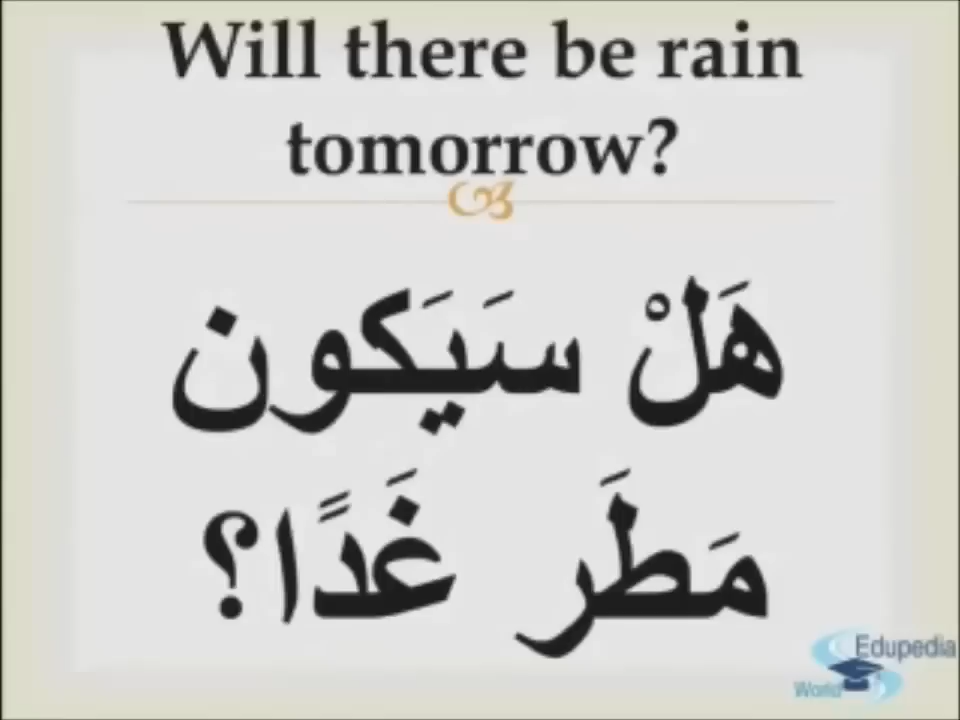 Will there be rain
tomorrow?
هَلْ سَيَكون
مَطَر غَدًا؟
Edupedia
World